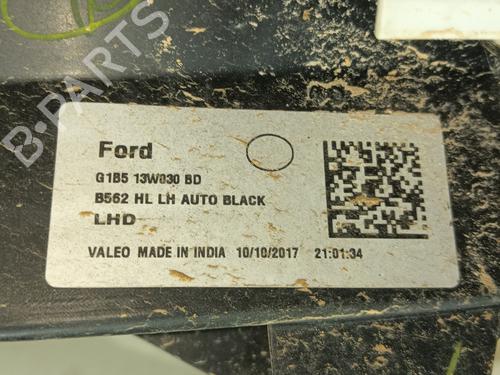 B-PARTS
Ford
G1B5 13W030 BD
B562 HL LH AUTO BLACK
LHD
VALEO MADE IN INDIA 10/10/2017 21:01:34